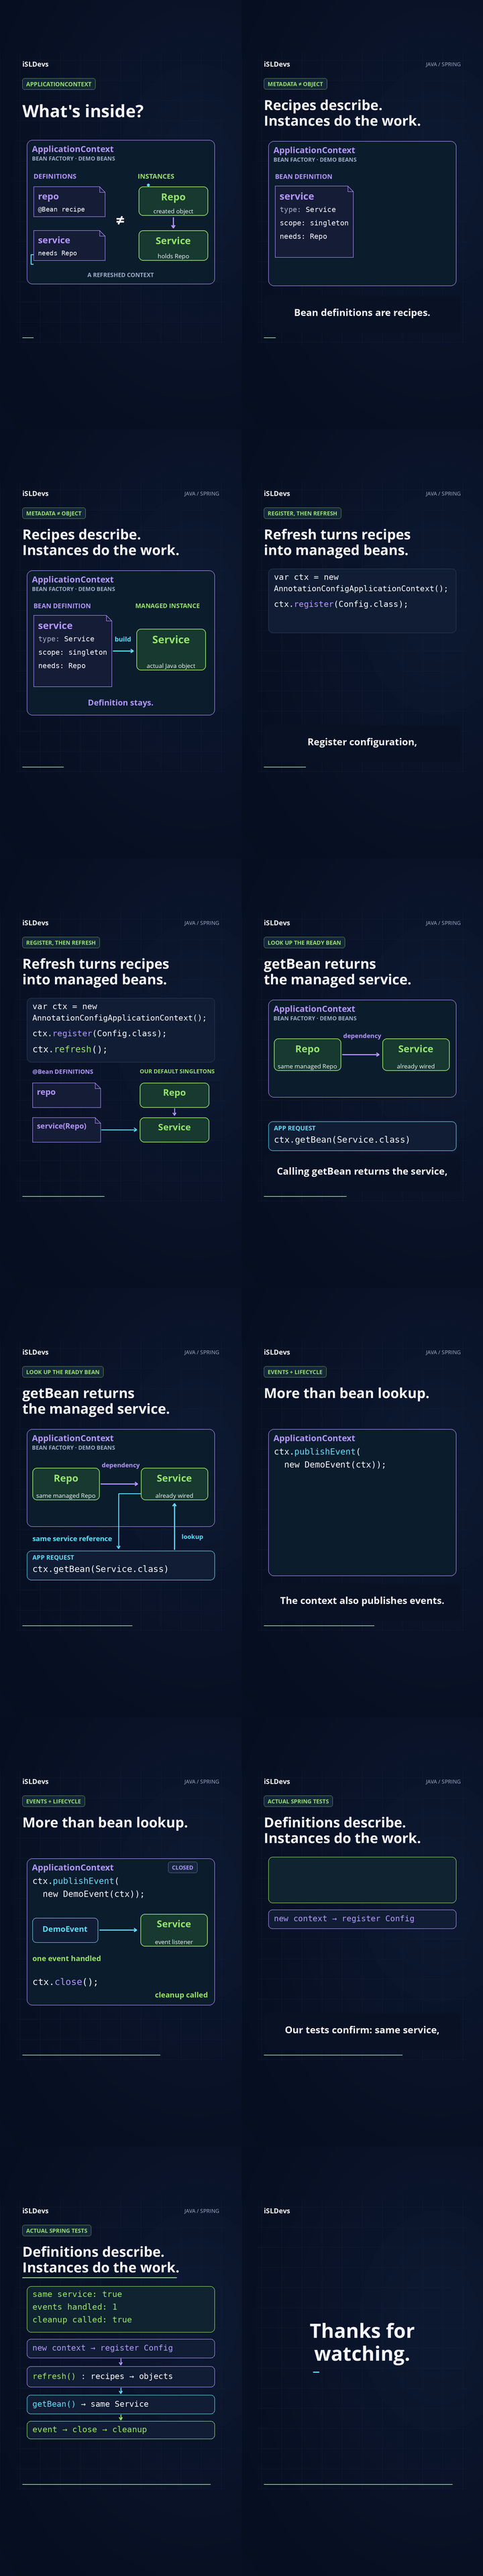 iSLDevs
APPLICATIONCONTEXT
What's inside?
ApplicationContext
BEAN FACTORY · DEMO BEANS
DEFINITIONS
INSTANCES
repo
@Bean recipe
Repo
created object
≠
service
needs Repo
Service
holds Repo
A REFRESHED CONTEXT
iSLDevs
JAVA / SPRING
METADATA ≠ OBJECT
Recipes describe.
Instances do the work.
ApplicationContext
BEAN FACTORY · DEMO BEANS
BEAN DEFINITION
service
type: Service
scope: singleton
needs: Repo
Bean definitions are recipes.
iSLDevs
JAVA / SPRING
METADATA ≠ OBJECT
Recipes describe.
Instances do the work.
ApplicationContext
BEAN FACTORY · DEMO BEANS
BEAN DEFINITION
MANAGED INSTANCE
service
type: Service
scope: singleton
needs: Repo
build
Service
actual Java object
Definition stays.
iSLDevs
JAVA / SPRING
REGISTER, THEN REFRESH
Refresh turns recipes
into managed beans.
var ctx = new
AnnotationConfigApplicationContext();
ctx.register(Config.class);
Register configuration,
iSLDevs
JAVA / SPRING
REGISTER, THEN REFRESH
Refresh turns recipes
into managed beans.
var ctx = new
AnnotationConfigApplicationContext();
ctx.register(Config.class);
ctx.refresh();
@Bean DEFINITIONS
OUR DEFAULT SINGLETONS
repo
Repo
service(Repo)
Service
iSLDevs
JAVA / SPRING
LOOK UP THE READY BEAN
getBean returns
the managed service.
ApplicationContext
BEAN FACTORY · DEMO BEANS
Repo
same managed Repo
dependency
Service
already wired
APP REQUEST
ctx.getBean(Service.class)
Calling getBean returns the service,
iSLDevs
JAVA / SPRING
LOOK UP THE READY BEAN
getBean returns
the managed service.
ApplicationContext
BEAN FACTORY · DEMO BEANS
Repo
same managed Repo
dependency
Service
already wired
same service reference
lookup
APP REQUEST
ctx.getBean(Service.class)
iSLDevs
JAVA / SPRING
EVENTS + LIFECYCLE
More than bean lookup.
ApplicationContext
ctx.publishEvent(
new DemoEvent(ctx));
The context also publishes events.
iSLDevs
JAVA / SPRING
EVENTS + LIFECYCLE
More than bean lookup.
ApplicationContext
CLOSED
ctx.publishEvent(
new DemoEvent(ctx));
DemoEvent
Service
event listener
one event handled
ctx.close();
cleanup called
iSLDevs
JAVA / SPRING
ACTUAL SPRING TESTS
Definitions describe.
Instances do the work.
new context → register Config
Our tests confirm: same service,
iSLDevs
JAVA / SPRING
ACTUAL SPRING TESTS
Definitions describe.
Instances do the work.
same service: true
events handled: 1
cleanup called: true
new context → register Config
refresh() : recipes → objects
getBean() → same Service
event → close → cleanup
iSLDevs
Thanks for
watching.